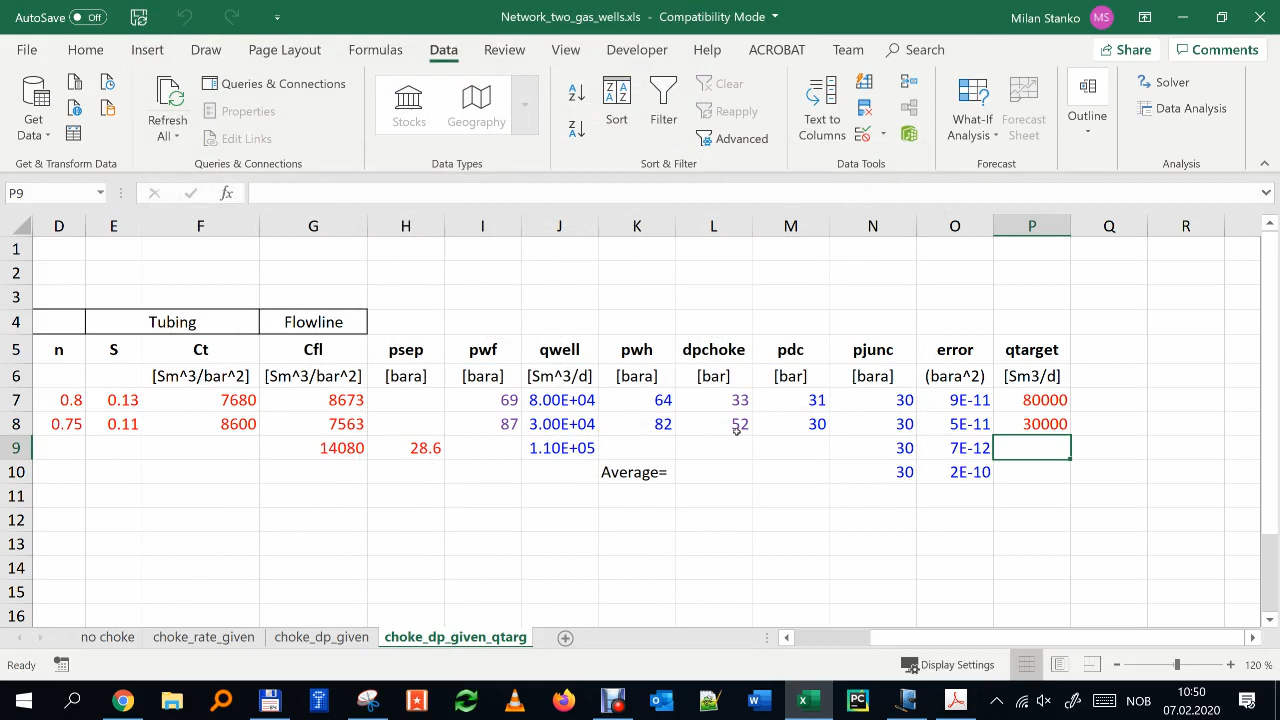 AutoSave Off Network_two_gas_wells.xls - Compatibility Mode Milan Stanko MS
File Home Insert Draw Page Layout Formulas Data Review View Developer Help ACROBAT Team Search Share Comments
Get Data
Refresh All
Queries & Connections
Properties
Edit Links
Stocks Geography
Sort Filter
Clear
Reapply
Advanced
Text to Columns
What-If Analysis
Forecast Sheet
Outline
Solver
Data Analysis
Get & Transform Data Queries & Connections Data Types Sort & Filter Data Tools Forecast Analysis
P9 fx
D E F G H I J K L M N O P Q R
1
2
3
4 Tubing Flowline
5 n S Ct Cfl psep pwf qwell pwh dpchoke pdc pjunc error qtarget
6 [Sm^3/bar^2] [Sm^3/bar^2] [bara] [bara] [Sm^3/d] [bara] [bar] [bar] [bara] (bara^2) [Sm3/d]
7 0.8 0.13 7680 8673 69 8.00E+04 64 33 31 30 9E-11 80000
8 0.75 0.11 8600 7563 87 3.00E+04 82 52 30 30 5E-11 30000
9 14080 28.6 1.10E+05 30 7E-12
10 Average= 30 2E-10
11
12
13
14
15
16
no choke choke_rate_given choke_dp_given choke_dp_given_qtarg
Ready Display Settings 120 %
NOB 10:50
07.02.2020